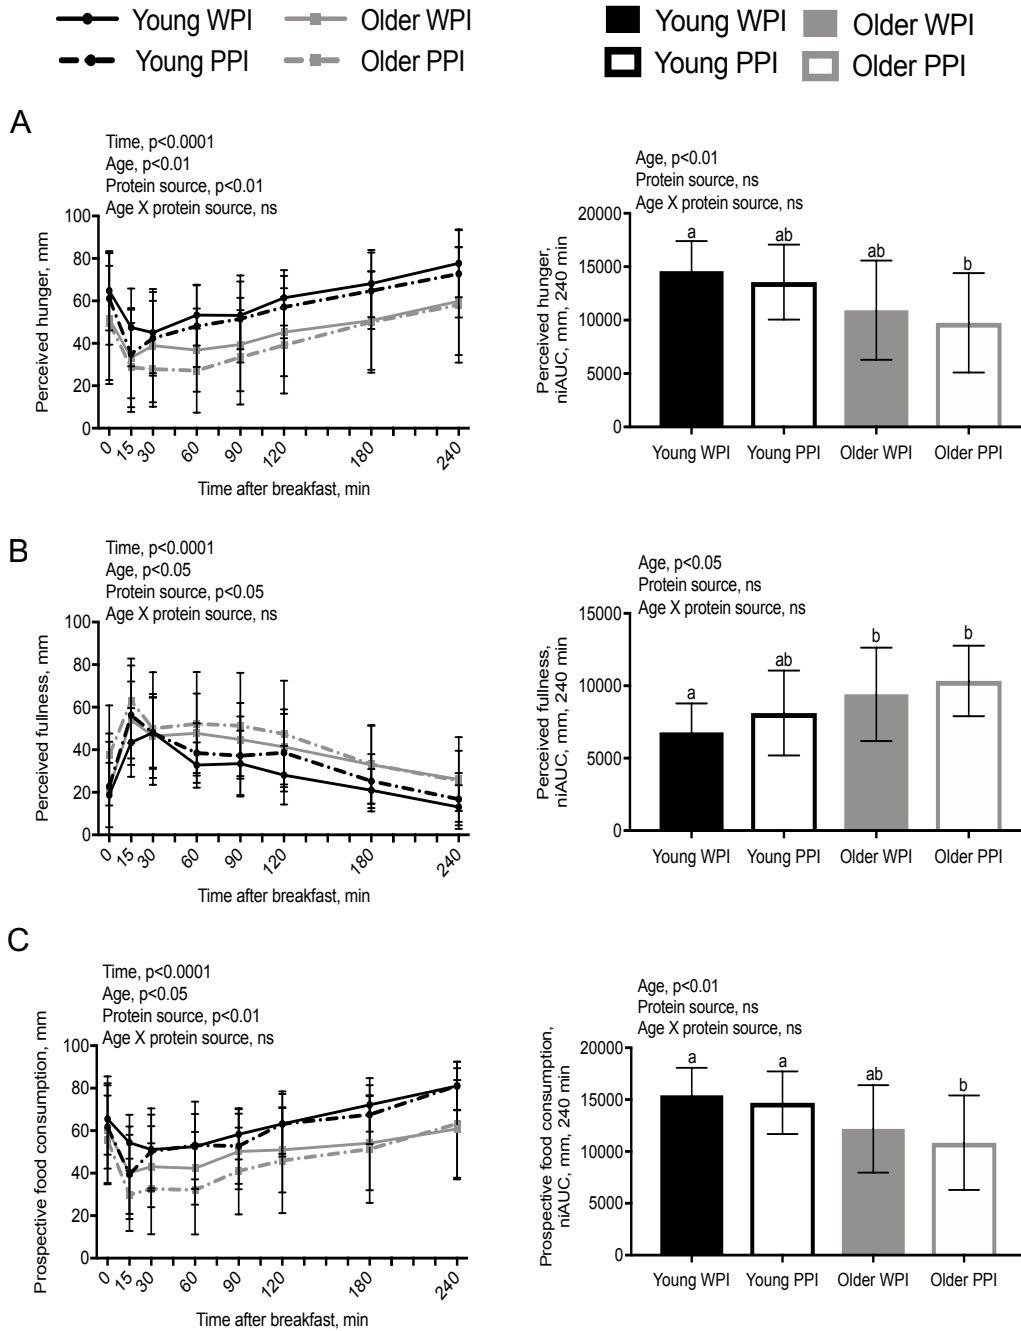 Young WPI
Older WPI
Young PPI
Older PPI
Young WPI
Older WPI
Young PPI
Older PPI
A
Time, p<0.0001
Age, p<0.01
Protein source, p<0.01
Age X protein source, ns
Perceived hunger, mm
100
80
60
40
20
0
0 15 30 60 90 120 180 240
Time after breakfast, min
Age, p<0.01
Protein source, ns
Age X protein source, ns
Perceived hunger,
niAUC, mm, 240 min
20000
15000
10000
5000
0
a ab ab b
Young WPI Young PPI Older WPI Older PPI
B
Time, p<0.0001
Age, p<0.05
Protein source, p<0.05
Age X protein source, ns
Perceived fullness, mm
100
80
60
40
20
0
0 15 30 60 90 120 180 240
Time after breakfast, min
Age, p<0.05
Protein source, ns
Age X protein source, ns
Perceived fullness,
niAUC, mm, 240 min
15000
10000
5000
0
a ab b b
Young WPI Young PPI Older WPI Older PPI
C
Time, p<0.0001
Age, p<0.05
Protein source, p<0.01
Age X protein source, ns
Prospective food consumption, mm
100
80
60
40
20
0
0 15 30 60 90 120 180 240
Time after breakfast, min
Age, p<0.01
Protein source, ns
Age X protein source, ns
Prospective food consumption,
niAUC, mm, 240 min
20000
15000
10000
5000
0
a a ab b
Young WPI Young PPI Older WPI Older PPI